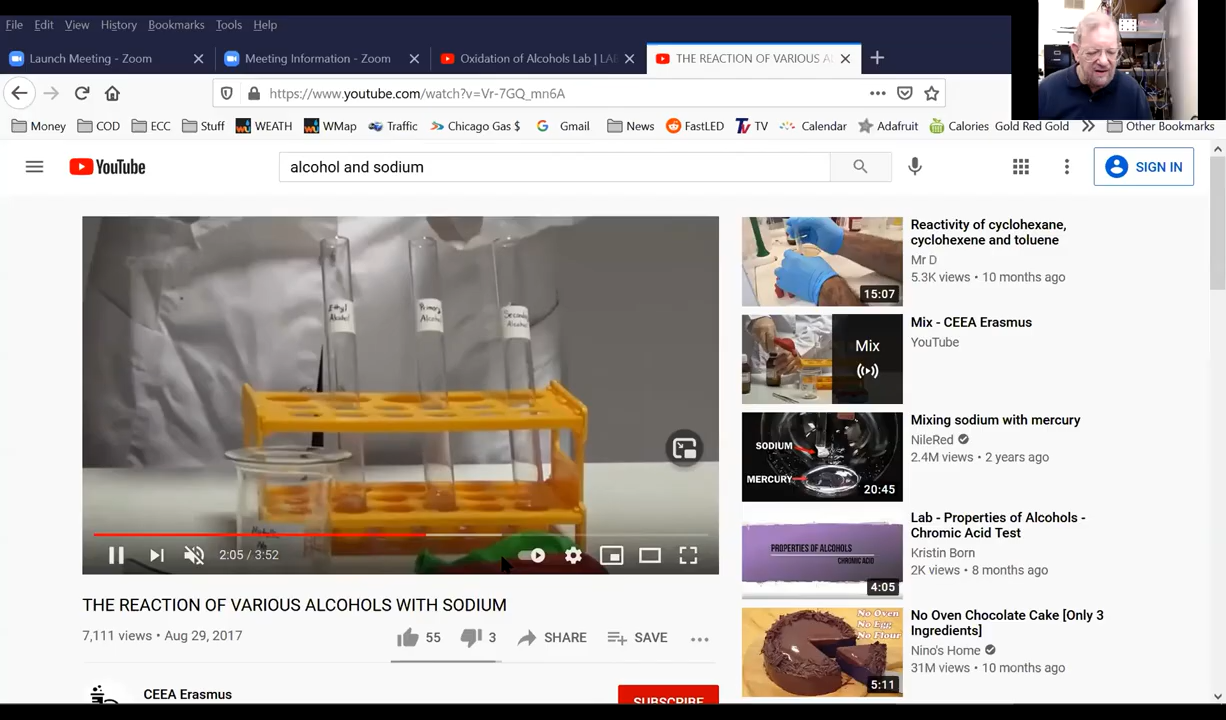 File Edit View History Bookmarks Tools Help
Launch Meeting - Zoom
Meeting Information - Zoom
Oxidation of Alcohols Lab | LA
THE REACTION OF VARIOUS A
https://www.youtube.com/watch?v=Vr-7GQ_mn6A
Money COD ECC Stuff WEATH WMap Traffic Chicago Gas $ Gmail News FastLED TV Calendar Adafruit Calories Gold Red Gold Other Bookmarks
YouTube
alcohol and sodium
SIGN IN
Ethyl
Alcohol
Primary
Alcohol
Alcohol
2:05 / 3:52
THE REACTION OF VARIOUS ALCOHOLS WITH SODIUM
7,111 views • Aug 29, 2017
55 3 SHARE SAVE
CEEA Erasmus
SUBSCRIBE
Reactivity of cyclohexane,
cyclohexene and toluene
Mr D
5.3K views • 10 months ago
15:07
Mix - CEEA Erasmus
YouTube
Mix
Mixing sodium with mercury
NileRed
2.4M views • 2 years ago
SODIUM
MERCURY
20:45
Lab - Properties of Alcohols -
Chromic Acid Test
Kristin Born
2K views • 8 months ago
PROPERTIES OF ALCOHOLS
CHROMIC ACID
4:05
No Oven Chocolate Cake [Only 3
Ingredients]
Nino's Home
31M views • 10 months ago
No Oven
No Egg
No Flour
5:11